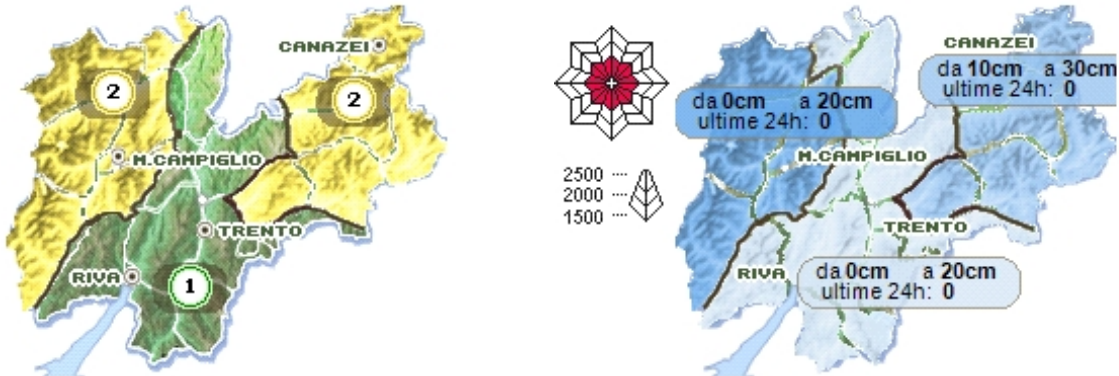 CANAZEI
2
2
M.CAMPIGLIO
TRENTO
RIVA
1
2500
2000
1500
CANAZEI
da 10cm a 30cm
ultime 24h: 0
da 0cm a 20cm
ultime 24h: 0
M.CAMPIGLIO
TRENTO
RIVA
da 0cm a 20cm
ultime 24h: 0